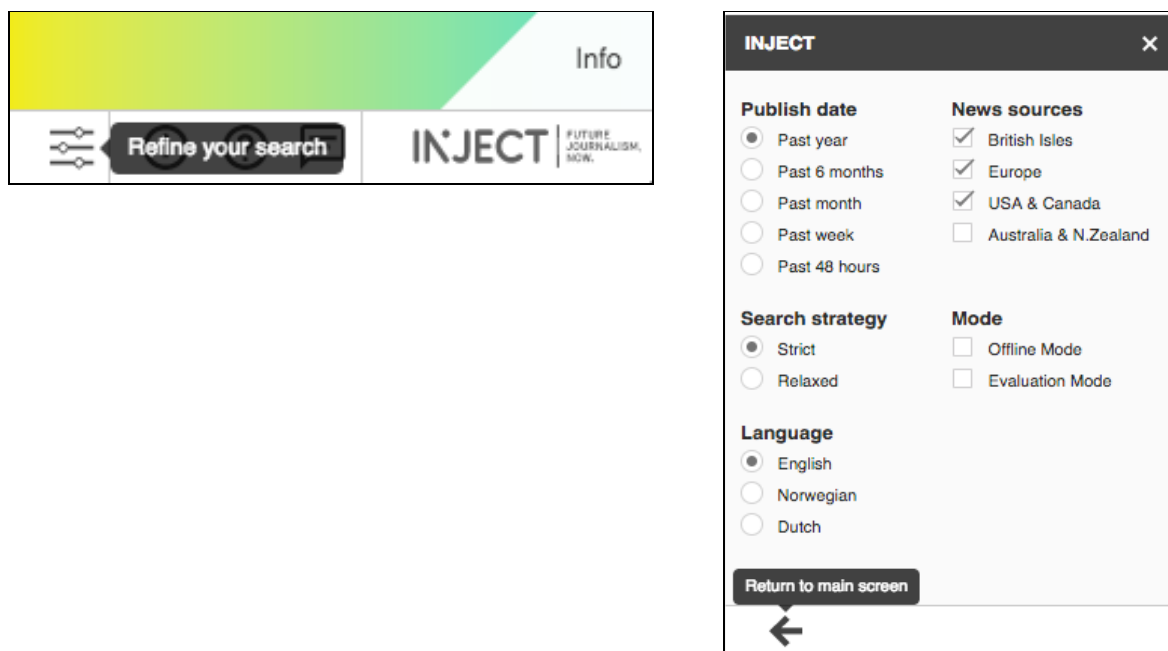 Info
Refine your search
INJECT
FUTURE
JOURNALISM,
NOW.
INJECT
Publish date
Past year
Past 6 months
Past month
Past week
Past 48 hours
News sources
British Isles
Europe
USA & Canada
Australia & N.Zealand
Search strategy
Strict
Relaxed
Mode
Offline Mode
Evaluation Mode
Language
English
Norwegian
Dutch
Return to main screen